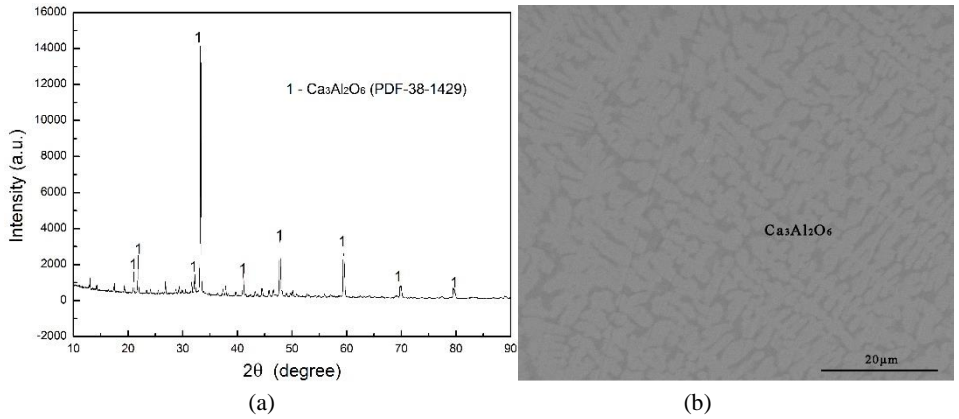 16000
14000
12000
10000
8000
6000
4000
2000
0
-2000
Intensity (a.u.)
10 20 30 40 50 60 70 80 90
2θ (degree)
1 1 1 1 1 1 1 1 1
1 - Ca₃Al₂O₆ (PDF-38-1429)
(a)
Ca₃Al₂O₆
20μm
(b)